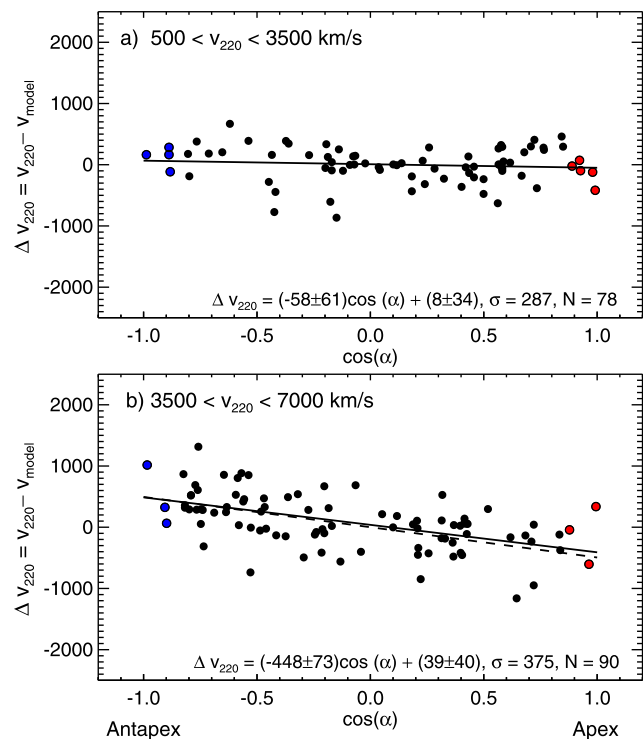 a) 500 < v220 < 3500 km/s
2000
1000
0
-1000
-2000
Δ v220 = v220 − vmodel
Δ v220 = (-58±61)cos (α) + (8±34), σ = 287, N = 78
-1.0 -0.5 0.0 0.5 1.0
cos(α)
b) 3500 < v220 < 7000 km/s
2000
1000
0
-1000
-2000
Δ v220 = v220 − vmodel
Δ v220 = (-448±73)cos (α) + (39±40), σ = 375, N = 90
-1.0 -0.5 0.0 0.5 1.0
Antapex cos(α) Apex